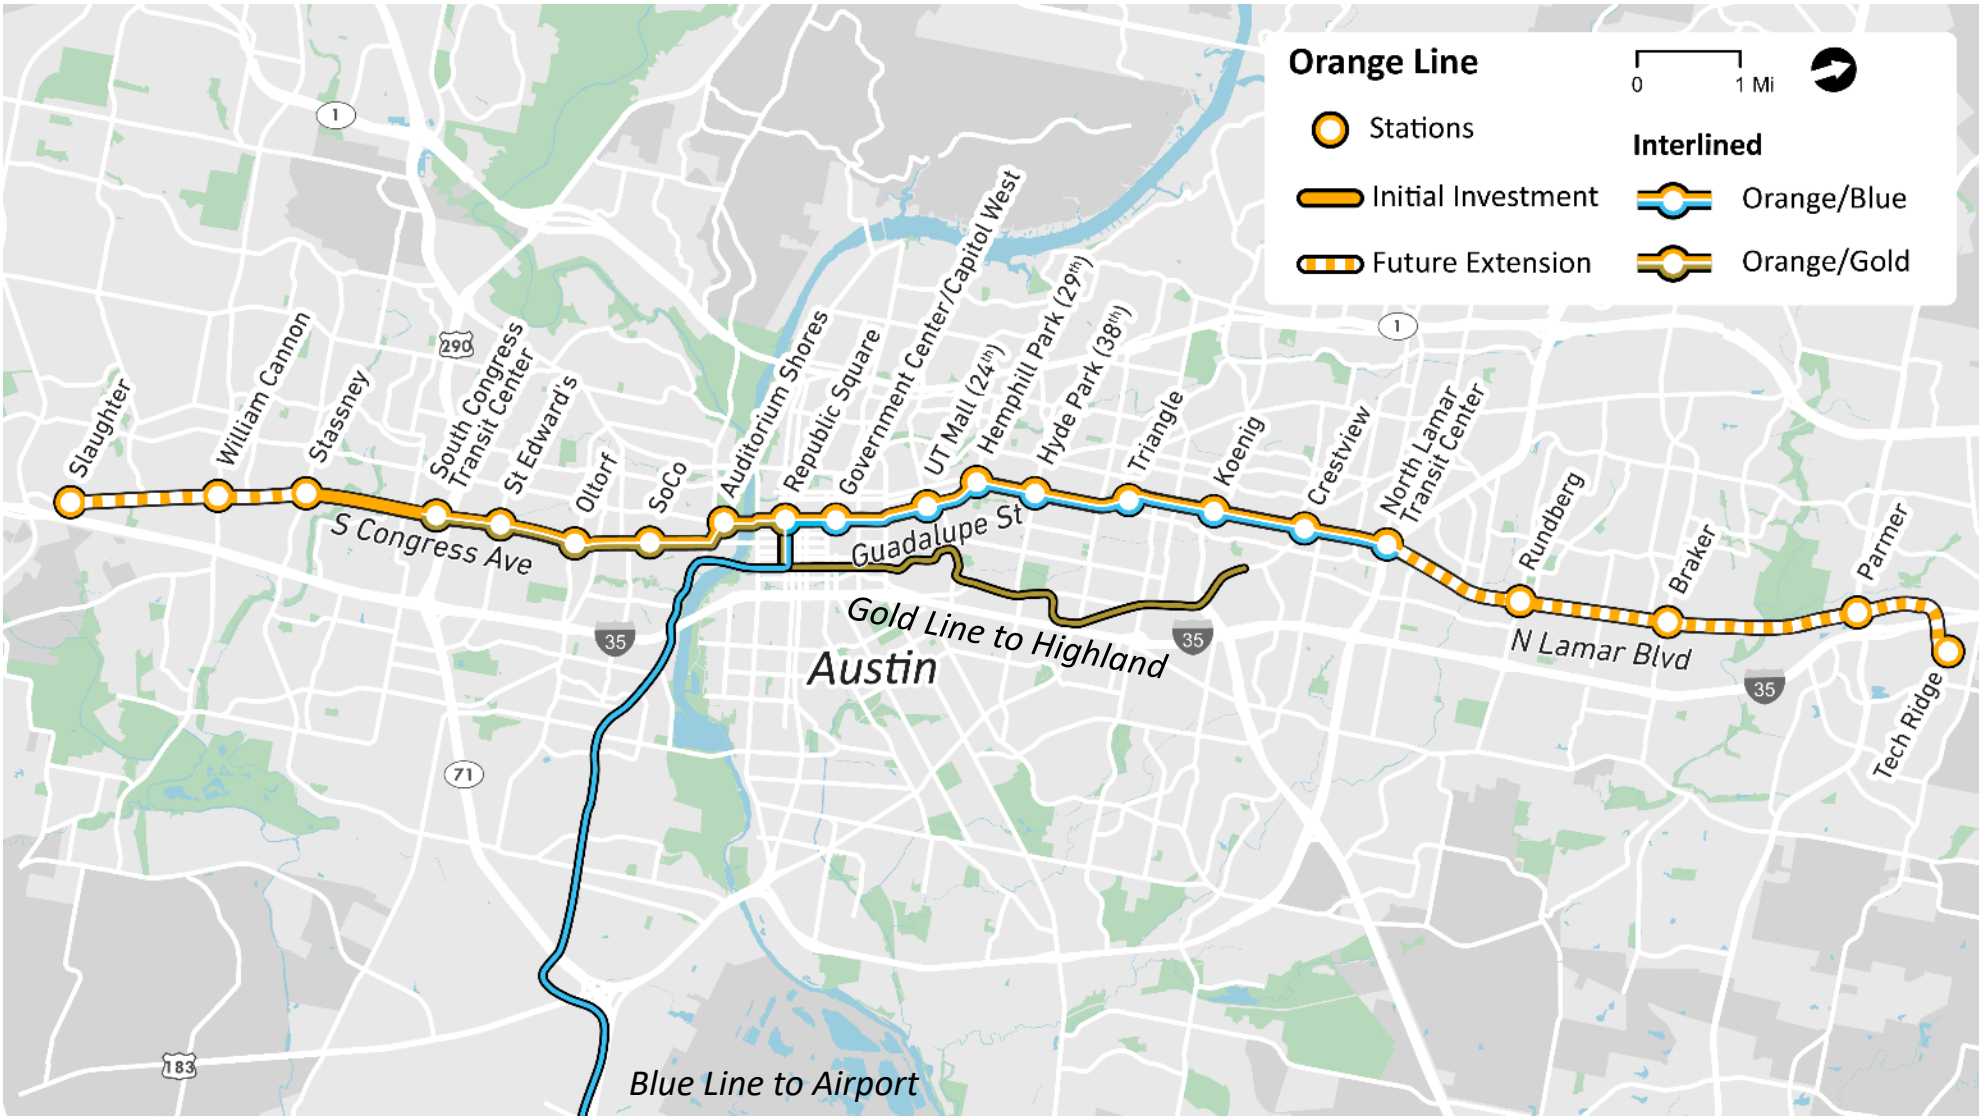 Orange Line
0
1 Mi
Stations
Initial Investment
Future Extension
Interlined
Orange/Blue
Orange/Gold
1
290
1
Slaughter
William Cannon
Stassney
South Congress
Transit Center
St Edward's
Oltorf
SoCo
Auditorium Shores
Republic Square
Government Center/Capitol West
UT Mall (24th)
Hemphill Park (29th)
Hyde Park (38th)
Triangle
Koenig
Crestview
North Lamar
Transit Center
Rundberg
Braker
Parmer
Tech Ridge
S Congress Ave
Guadalupe St
N Lamar Blvd
Gold Line to Highland
35
35
35
Austin
71
183
Blue Line to Airport